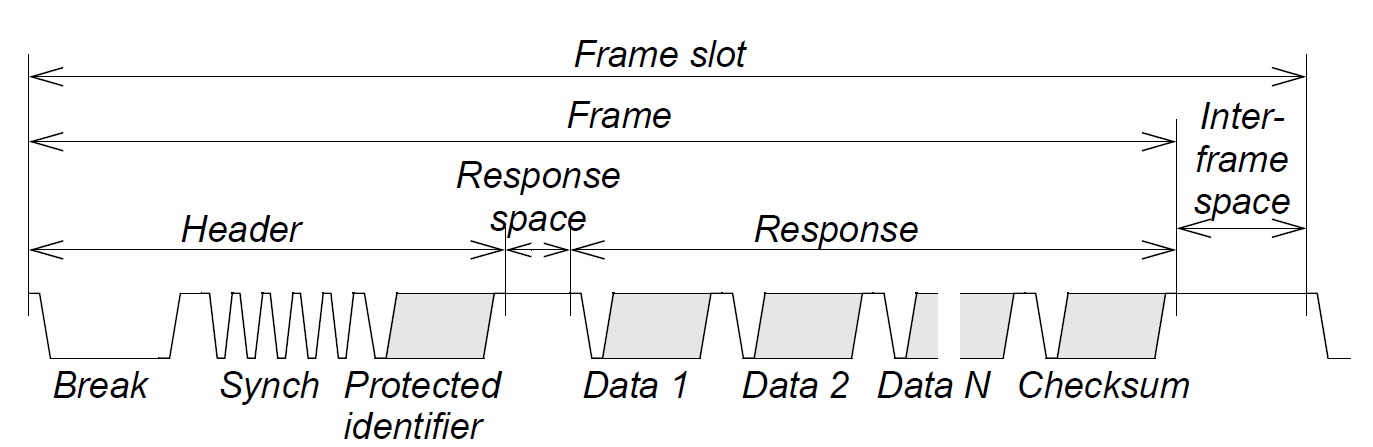 Frame slot
Frame
Inter-
frame
space
Response
space
Header
Response
Break
Synch
Protected
identifier
Data 1
Data 2
Data N
Checksum